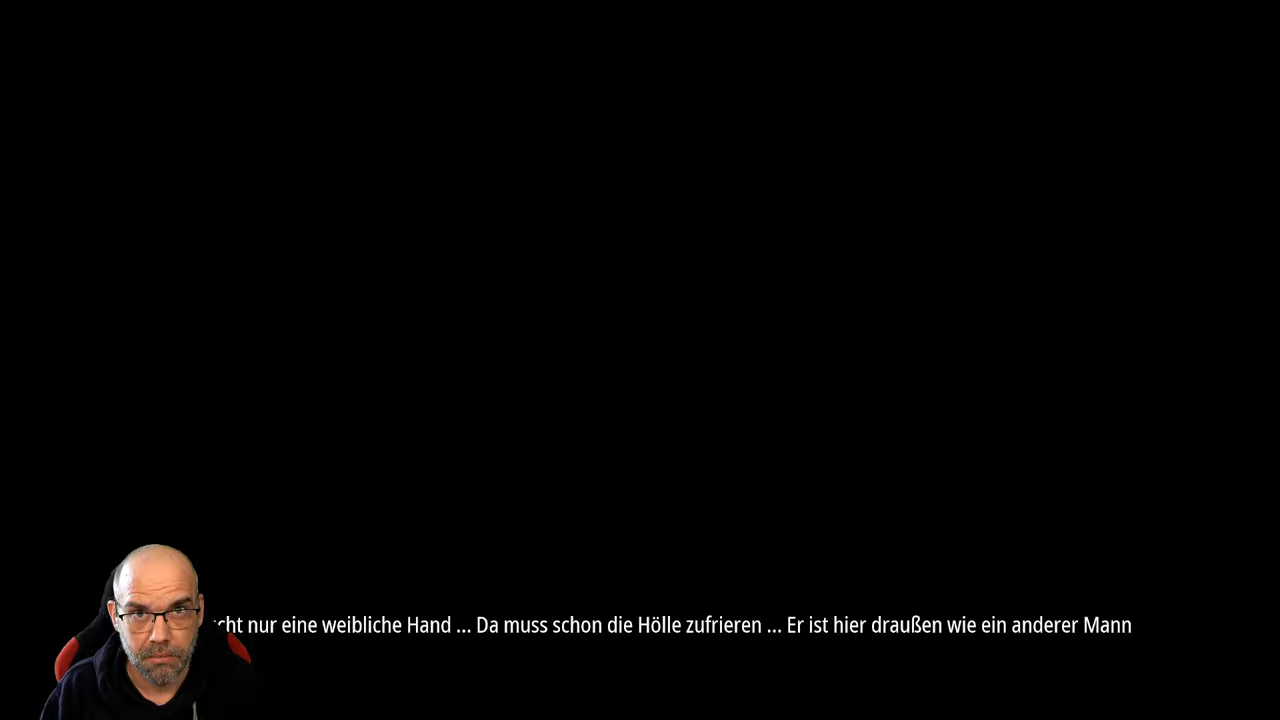 nur eine weibliche Hand ... Da muss schon die Hölle zufrieren ... Er ist hier draußen wie ein anderer Mann